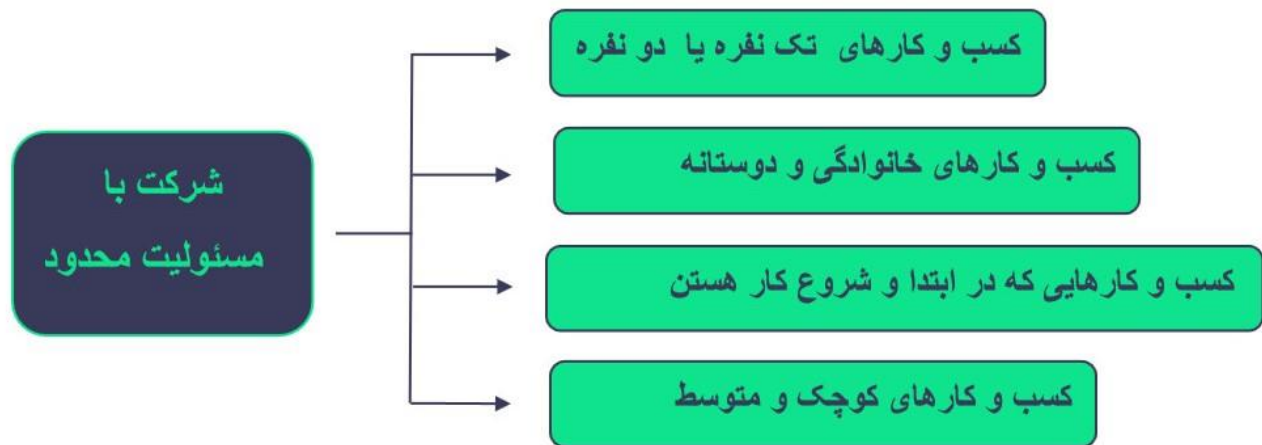 شرکت با
مسئولیت محدود
کسب و کارهای تک نفره یا دو نفره
کسب و کارهای خانوادگی و دوستانه
کسب و کارهایی که در ابتدا و شروع کار هستن
کسب و کارهای کوچک و متوسط